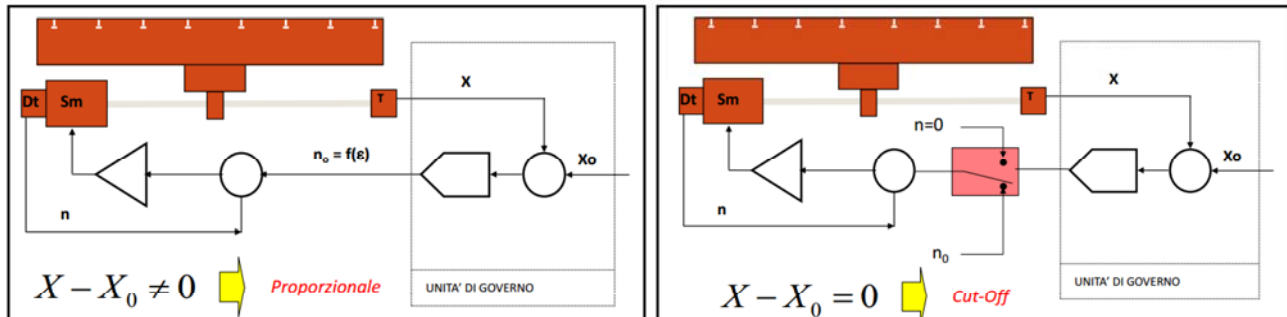 Dt
Sm
T
X
n₀ = f(ε)
Xo
n
X − X₀ ≠ 0
Proporzionale
UNITA' DI GOVERNO
Dt
Sm
T
X
n=0
Xo
n
n₀
X − X₀ = 0
Cut-Off
UNITA' DI GOVERNO